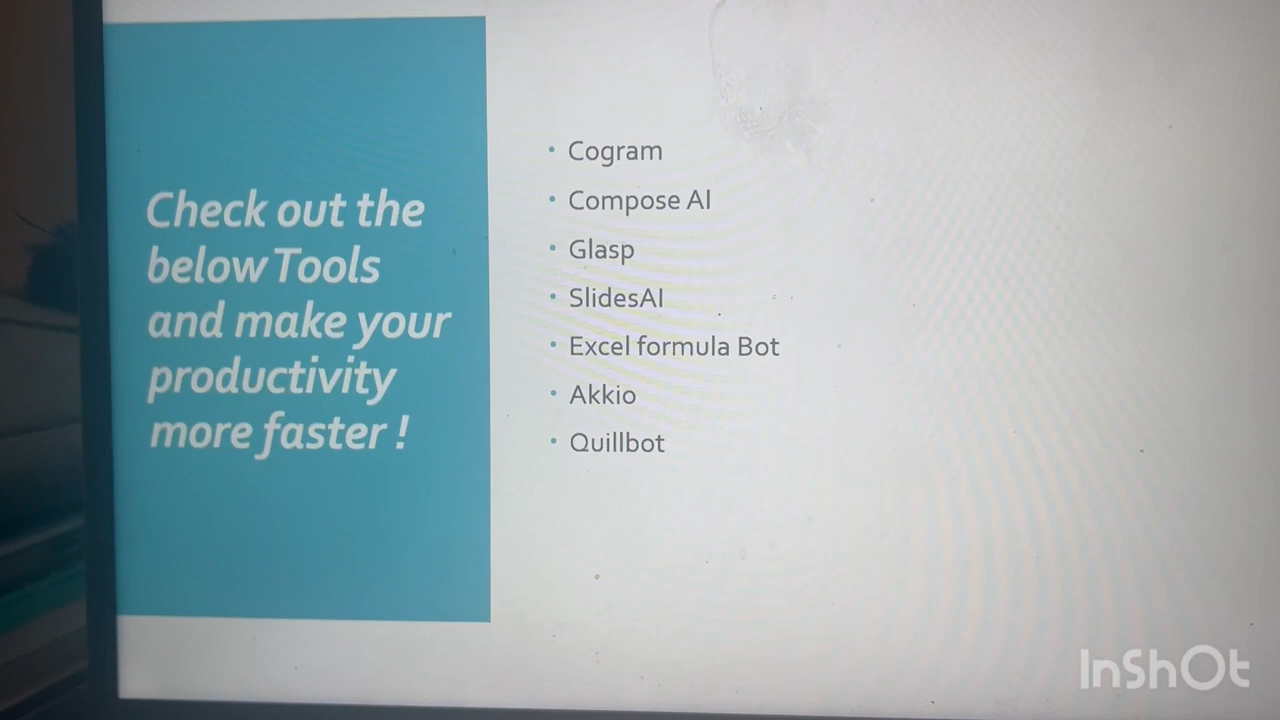 Check out the
below Tools
and make your
productivity
more faster !
• Cogram
• Compose AI
• Glasp
• SlidesAI
• Excel formula Bot
• Akkio
• Quillbot
InShOt